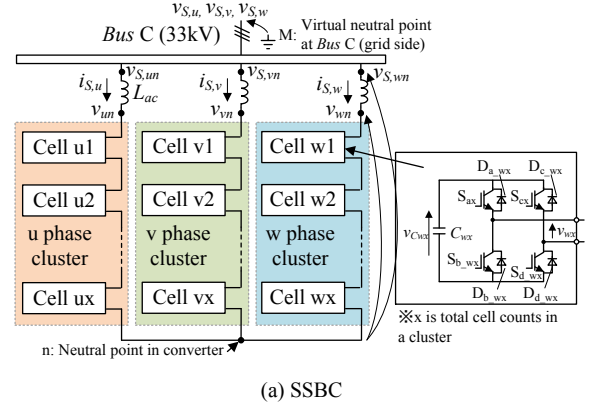 v_{S,u}, v_{S,v}, v_{S,w}
Bus C (33kV)
M: Virtual neutral point
at Bus C (grid side)
i_{S,u}
v_{S,un}
L_{ac}
v_{un}
i_{S,v}
v_{S,vn}
v_{vn}
i_{S,w}
v_{S,wn}
v_{wn}
Cell u1
Cell v1
Cell w1
Cell u2
Cell v2
Cell w2
u phase
cluster
v phase
cluster
w phase
cluster
Cell ux
Cell vx
Cell wx
n: Neutral point in converter
D_{a_wx}
D_{c_wx}
S_{ax}
S_{cx}
v_{Cwx}
C_{wx}
v_{wx}
S_{b_wx}
S_{d_wx}
D_{b_wx}
D_{d_wx}
※x is total cell counts in
a cluster
(a) SSBC